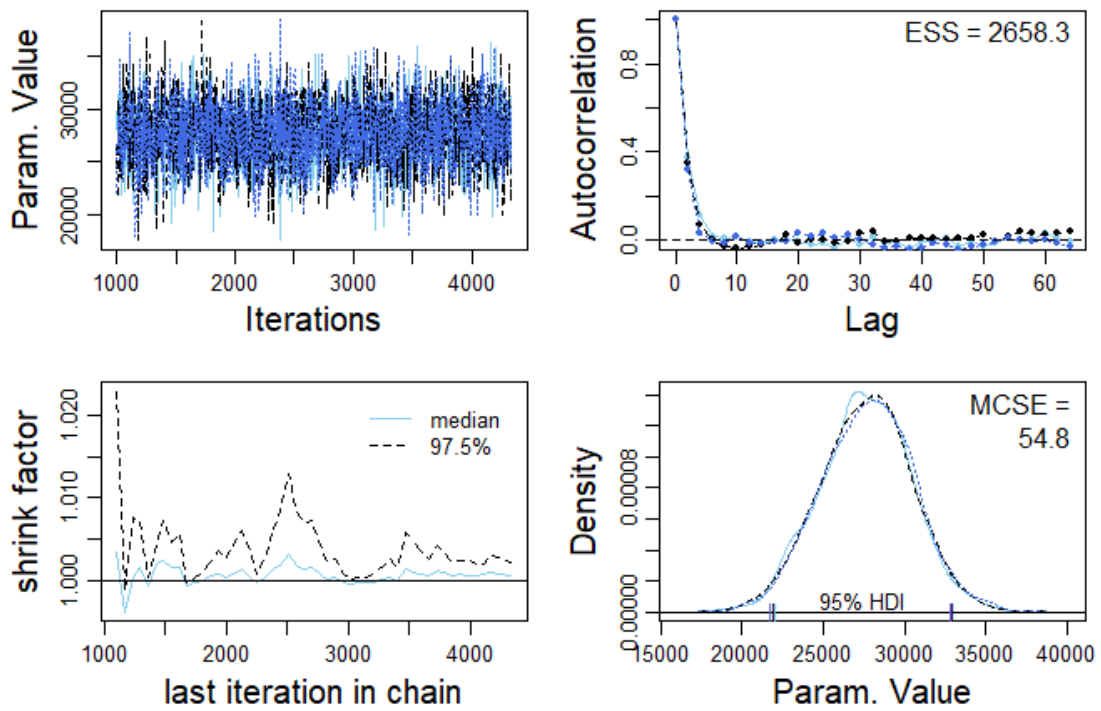 Param. Value
20000
30000
1000
2000
3000
4000
Iterations
ESS = 2658.3
Autocorrelation
0.0
0.4
0.8
0
10
20
30
40
50
60
Lag
median
97.5%
shrink factor
1.000
1.010
1.020
1000
2000
3000
4000
last iteration in chain
MCSE =
54.8
Density
0.00000
0.00008
95% HDI
15000
20000
25000
30000
35000
40000
Param. Value